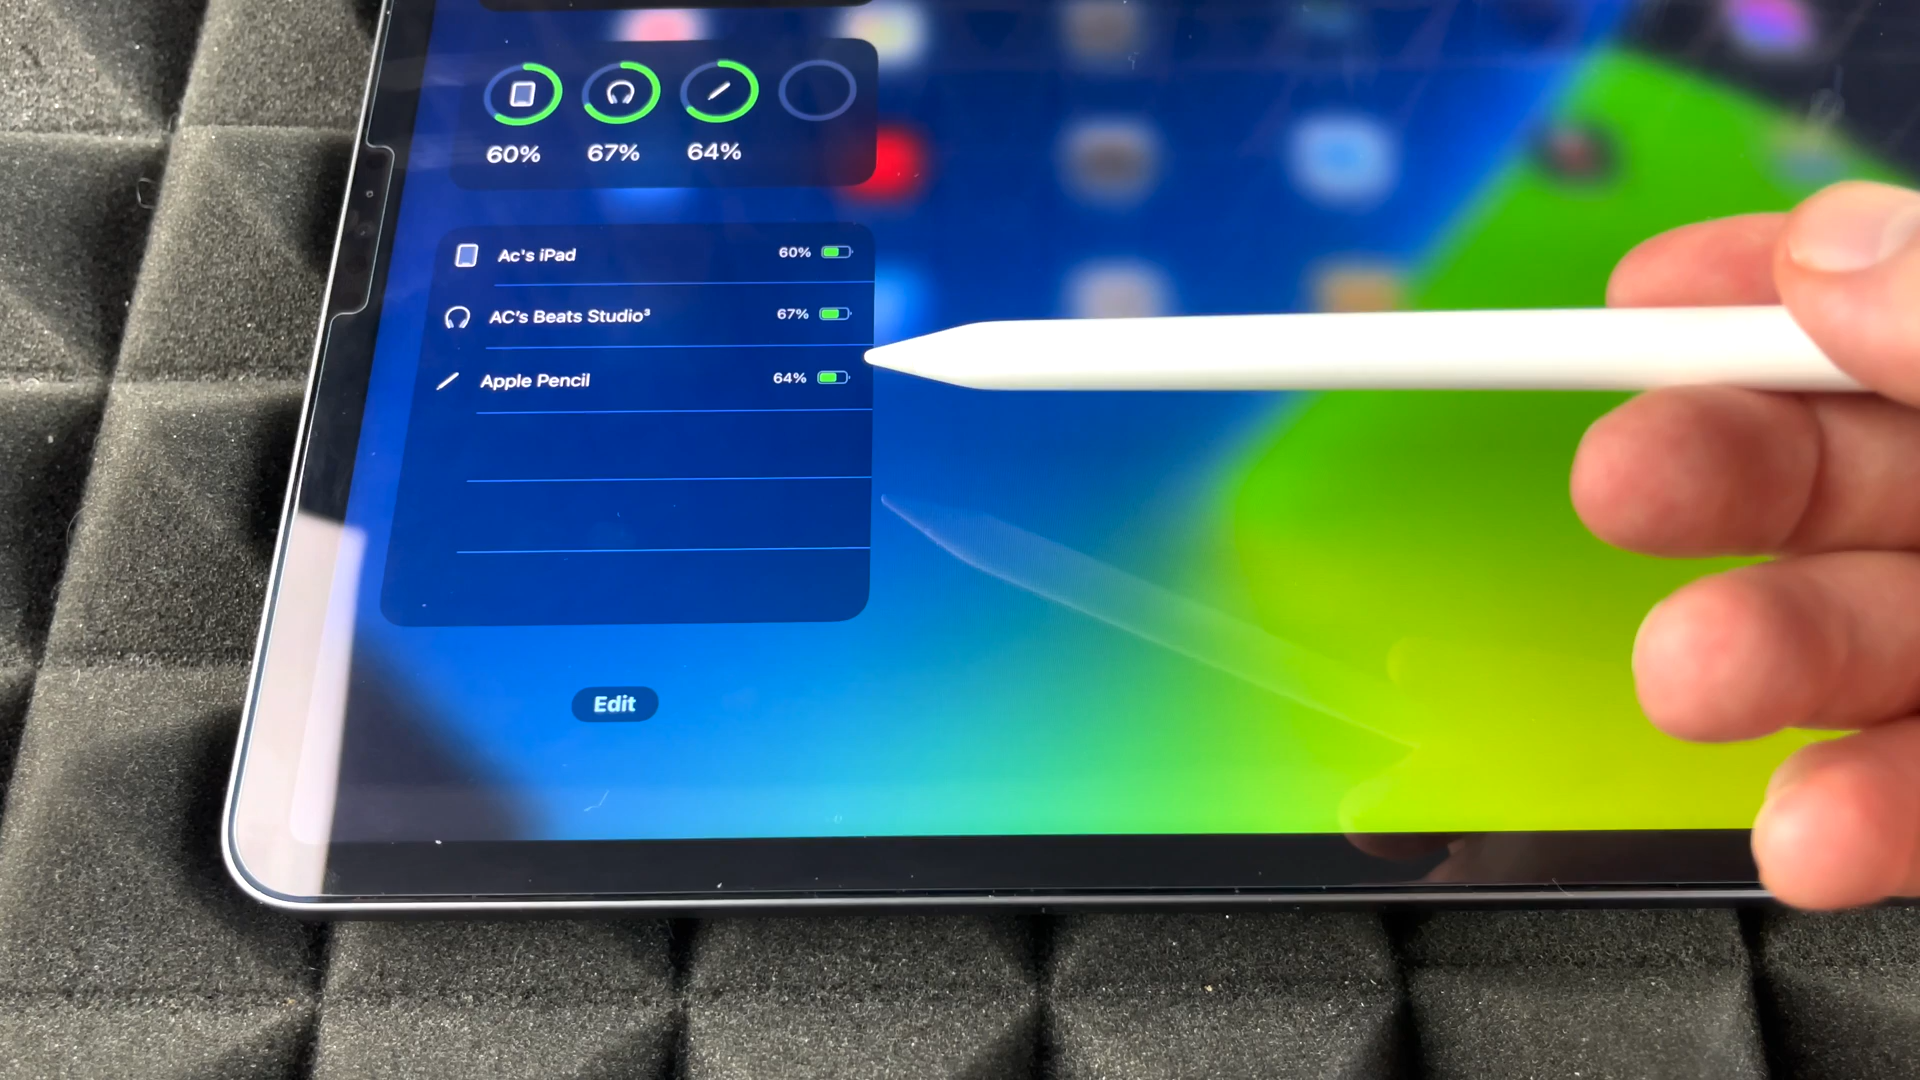 60% 67% 64%
Ac's iPad 60%
AC's Beats Studio³ 67%
Apple Pencil 64%
Edit